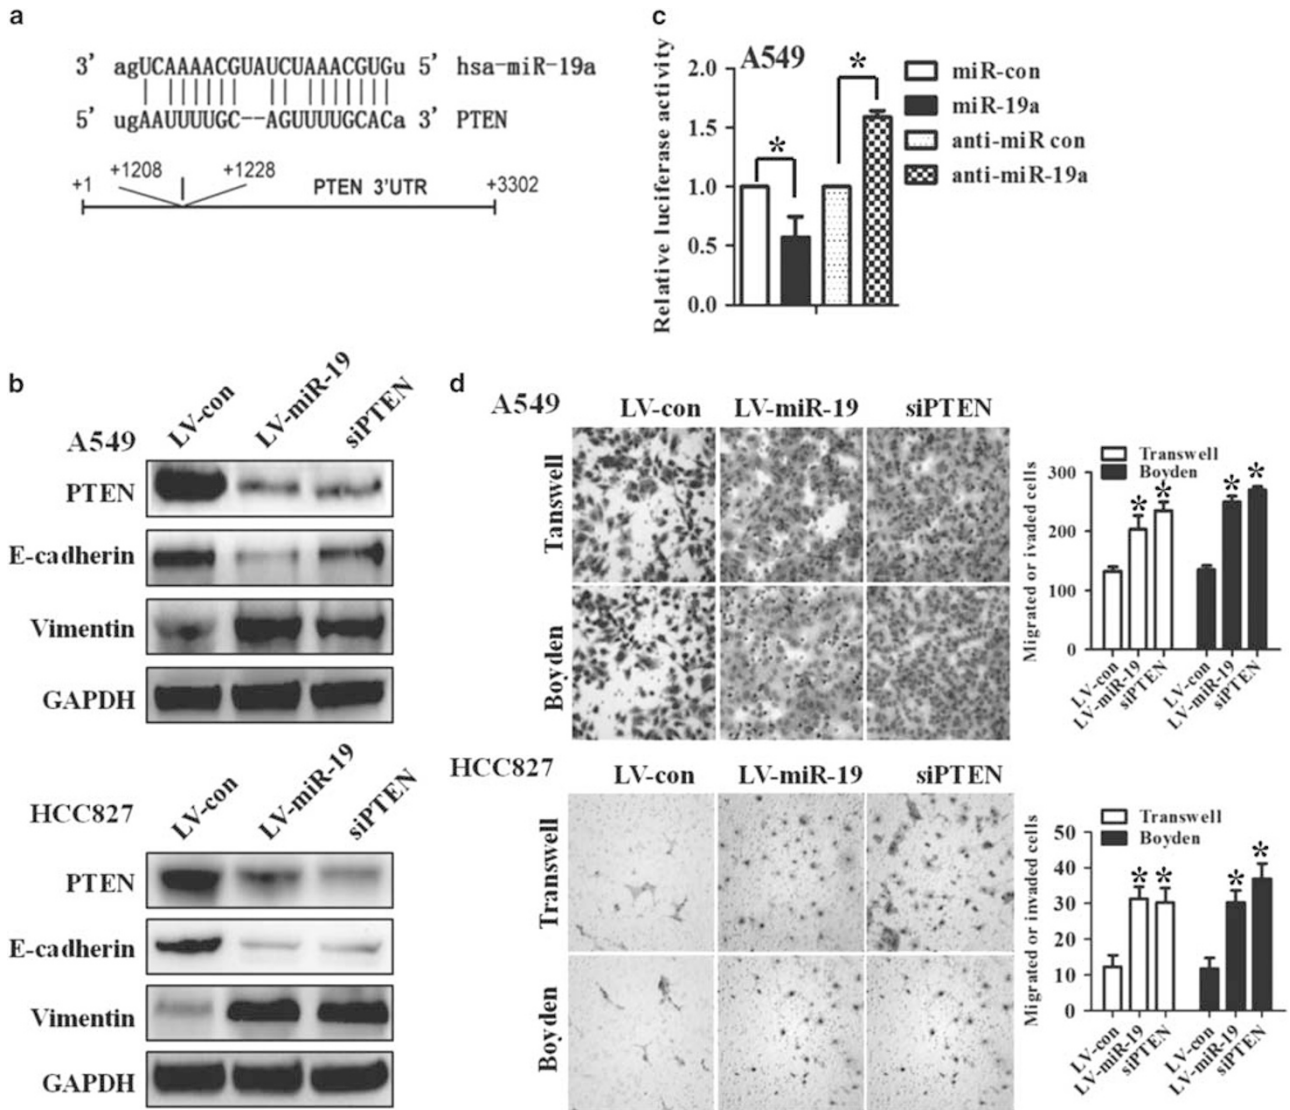 a
3' agUCAAAACGUAUCUAAACGUGu 5' hsa-miR-19a
5' ugAAUUUUGC--AGUUUUGCACa 3' PTEN
+1 +1208 +1228 PTEN 3'UTR +3302
c
A549
Relative luciferase activity
2.0
1.5
1.0
0.5
0.0
*
*
miR-con
miR-19a
anti-miR con
anti-miR-19a
b
A549
LV-con LV-miR-19 siPTEN
PTEN
E-cadherin
Vimentin
GAPDH
HCC827
LV-con LV-miR-19 siPTEN
PTEN
E-cadherin
Vimentin
GAPDH
d
A549
LV-con LV-miR-19 siPTEN
Tanswell
Boyden
Transwell
Boyden
Migrated or ivaded cells
300
200
100
0
* * * *
LV-con LV-miR-19 siPTEN LV-con LV-miR-19 siPTEN
HCC827
LV-con LV-miR-19 siPTEN
Transwell
Boyden
Transwell
Boyden
Migrated or invaded cells
50
40
30
20
10
0
* * * *
LV-con LV-miR-19 siPTEN LV-con LV-miR-19 siPTEN